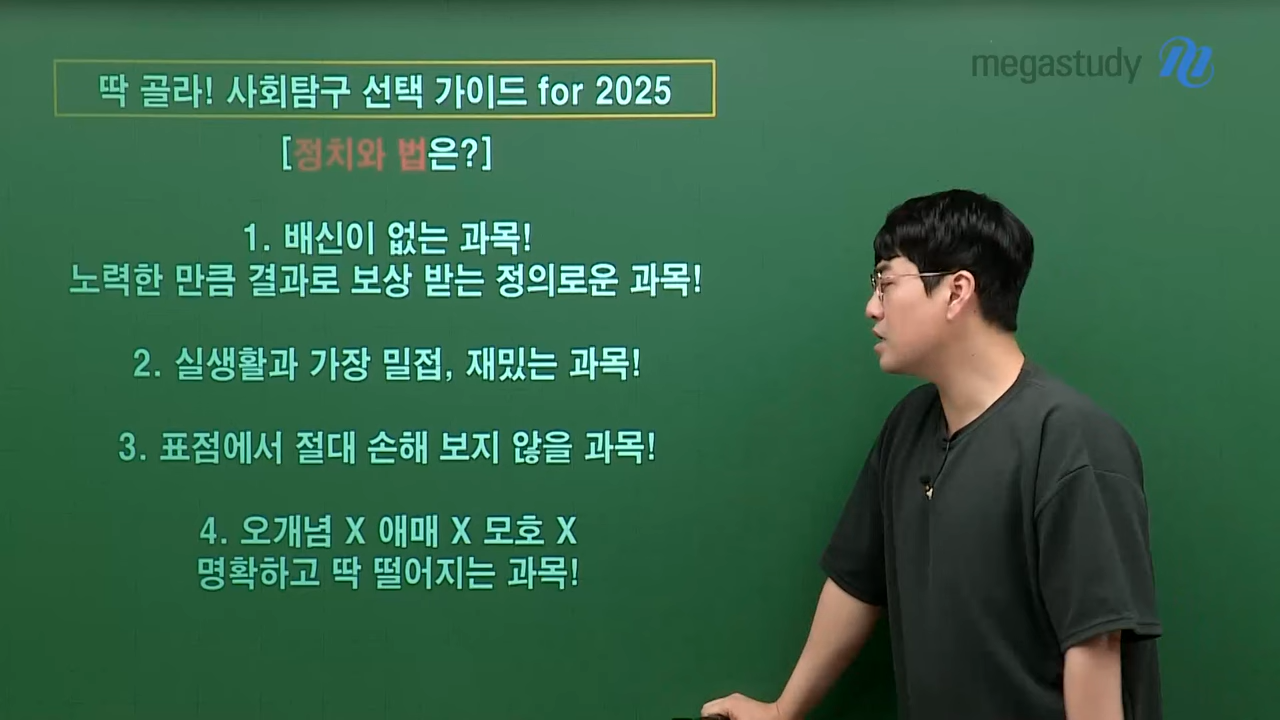 megastudy
딱 골라! 사회탐구 선택 가이드 for 2025
[정치와 법은?]
1. 배신이 없는 과목!
노력한 만큼 결과로 보상 받는 정의로운 과목!
2. 실생활과 가장 밀접, 재밌는 과목!
3. 표점에서 절대 손해 보지 않을 과목!
4. 오개념 X 애매 X 모호 X
명확하고 딱 떨어지는 과목!